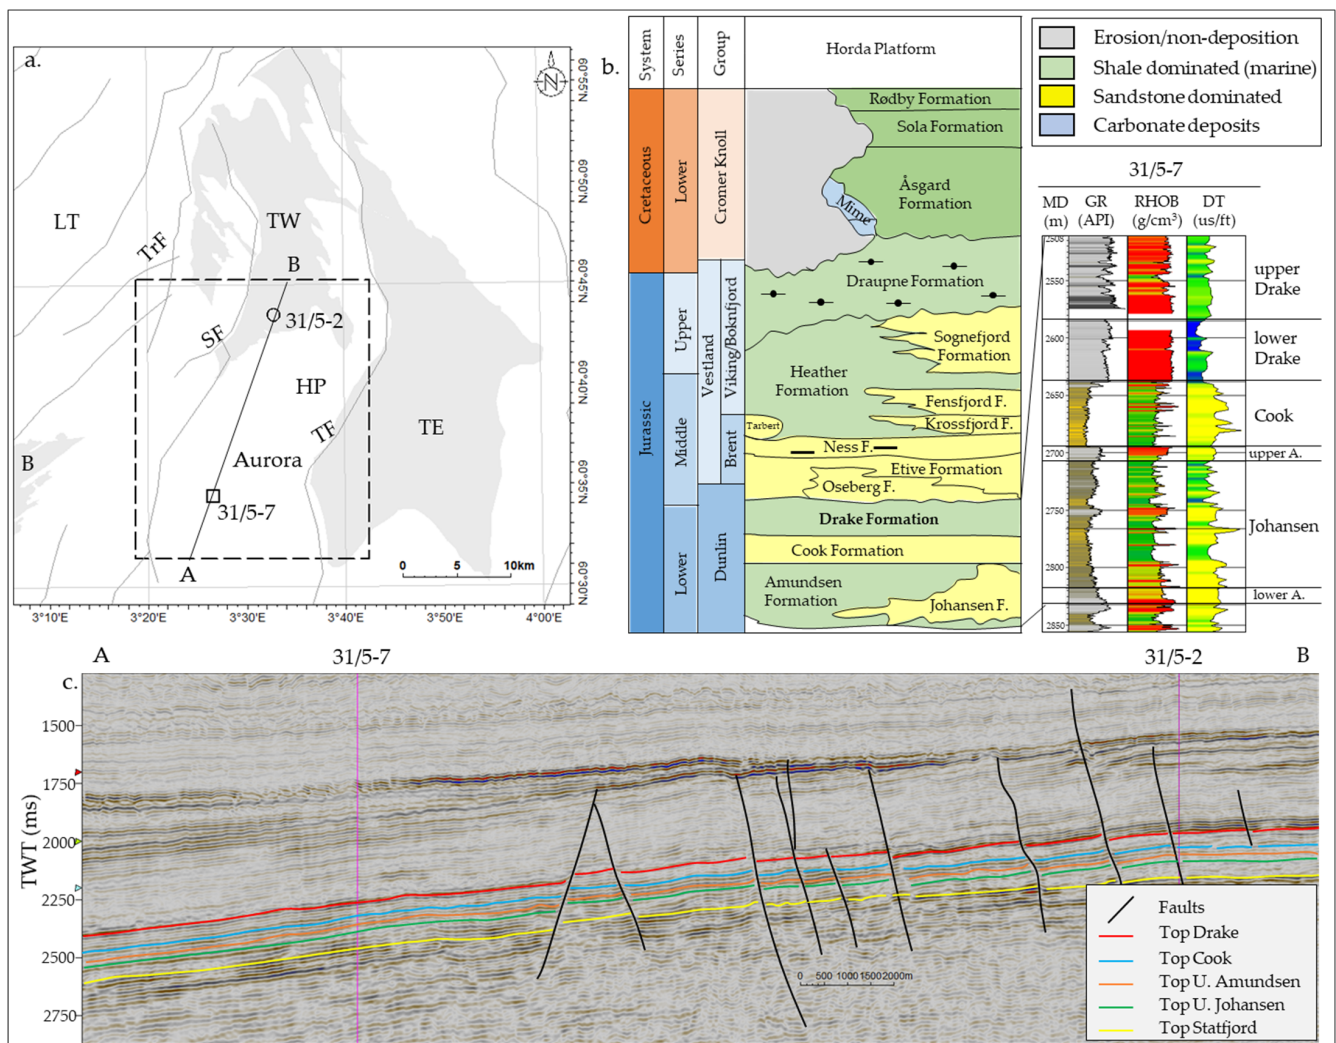 a.
LT
TrF
TW
B
31/5-2
SF
HP
TF
TE
B
Aurora
31/5-7
A
0 5 10km
N
60°55'N
60°50'N
60°45'N
60°40'N
60°35'N
60°30'N
3°10'E 3°20'E 3°30'E 3°40'E 3°50'E 4°00'E
b.
System
Series
Group
Horda Platform
Cretaceous
Lower
Cromer Knoll
Rødby Formation
Sola Formation
Åsgard
Formation
Mime
Draupne Formation
Jurassic
Upper
Vestland
Viking/Boknfjord
Sognefjord
Formation
Heather
Formation
Fensfjord F.
Krossfjord F.
Tarbert
Middle
Brent
Ness F.
Etive Formation
Oseberg F.
Lower
Dunlin
Drake Formation
Cook Formation
Amundsen
Formation
Johansen F.
Erosion/non-deposition
Shale dominated (marine)
Sandstone dominated
Carbonate deposits
31/5-7
MD GR RHOB DT
(m) (API) (g/cm³) (us/ft)
2505
2550
2600
2650
2700
2750
2800
2850
upper
Drake
lower
Drake
Cook
upper A.
Johansen
lower A.
A 31/5-7 31/5-2 B
c.
TWT (ms)
1500
1750
2000
2250
2500
2750
0 500 1000 1500 2000m
Faults
Top Drake
Top Cook
Top U. Amundsen
Top U. Johansen
Top Statfjord